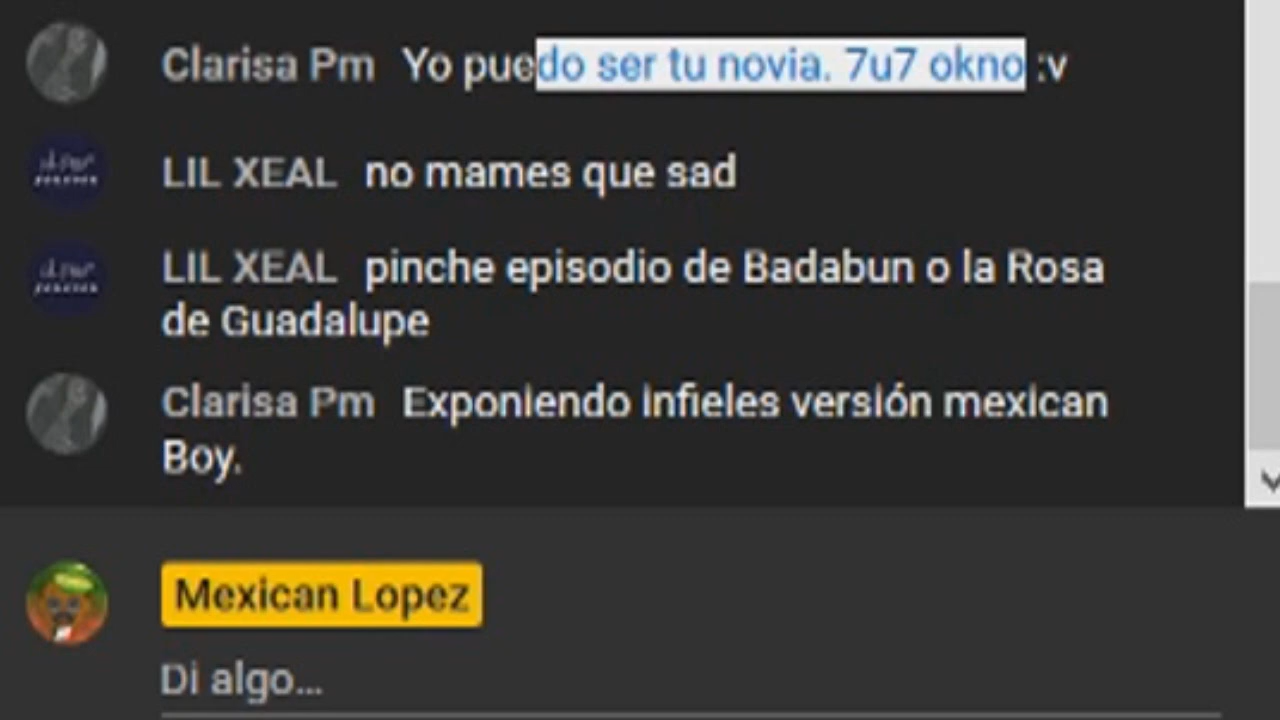 Clarisa Pm Yo puedo ser tu novia. 7u7 okno :v
LIL XEAL no mames que sad
LIL XEAL pinche episodio de Badabun o la Rosa
de Guadalupe
Clarisa Pm Exponiendo infieles versión mexican
Boy.
Mexican Lopez
Di algo...